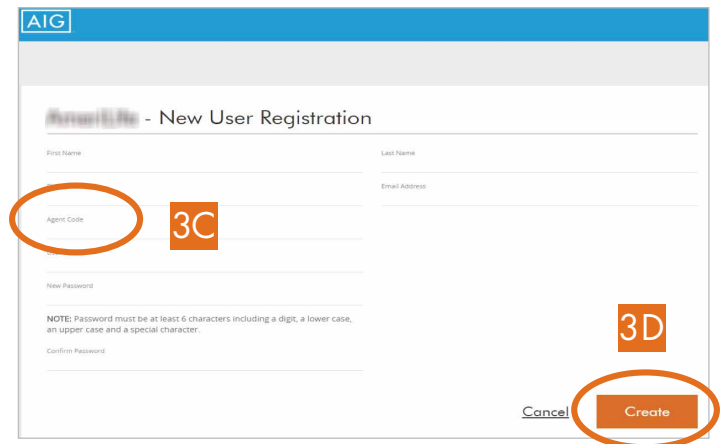 AIG
- New User Registration
First Name
Last Name
Email Address
Agent Code
3C
New Password
NOTE: Password must be at least 6 characters including a digit, a lower case,
an upper case and a special character.
Confirm Password
3D
Cancel
Create